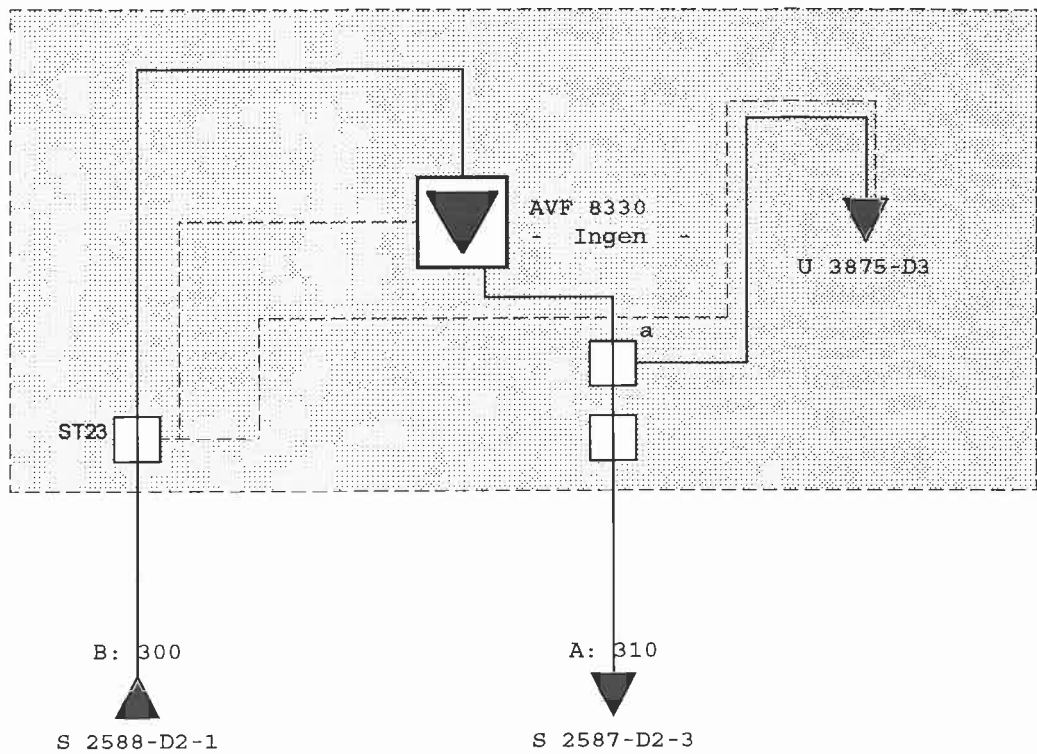 AVF 8330
- Ingen -
U 3875-D3
a
ST23
B: 300
A: 310
S 2588-D2-1
S 2587-D2-3